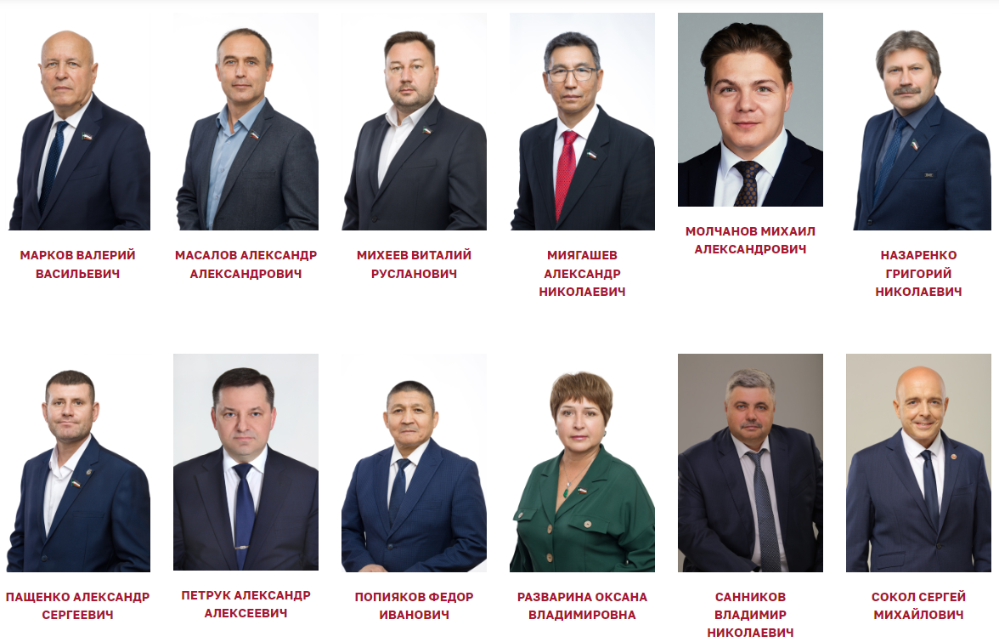 МАРКОВ ВАЛЕРИЙ
ВАСИЛЬЕВИЧ
МАСАЛОВ АЛЕКСАНДР
АЛЕКСАНДРОВИЧ
МИХЕЕВ ВИТАЛИЙ
РУСЛАНОВИЧ
МИЯГАШЕВ
АЛЕКСАНДР
НИКОЛАЕВИЧ
МОЛЧАНОВ МИХАИЛ
АЛЕКСАНДРОВИЧ
НАЗАРЕНКО
ГРИГОРИЙ
НИКОЛАЕВИЧ
ПАЩЕНКО АЛЕКСАНДР
СЕРГЕЕВИЧ
ПЕТРУК АЛЕКСАНДР
АЛЕКСЕЕВИЧ
ПОПИЯКОВ ФЕДОР
ИВАНОВИЧ
РАЗВАРИНА ОКСАНА
ВЛАДИМИРОВНА
САННИКОВ
ВЛАДИМИР
НИКОЛАЕВИЧ
СОКОЛ СЕРГЕЙ
МИХАЙЛОВИЧ